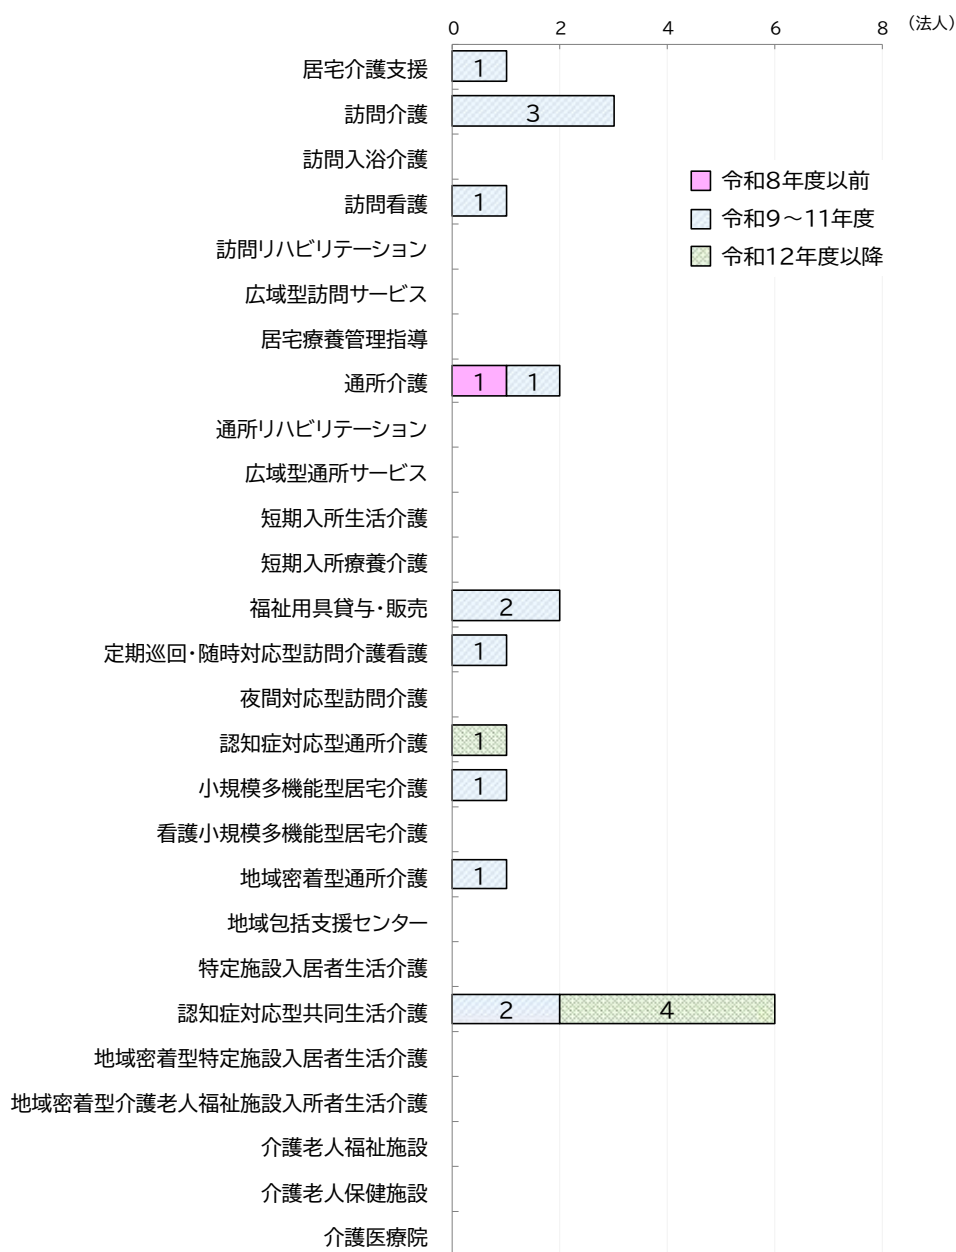 0 2 4 6 8 (法人)
居宅介護支援 1
訪問介護 3
訪問入浴介護
令和8年度以前
訪問看護 1
令和9～11年度
訪問リハビリテーション
令和12年度以降
広域型訪問サービス
居宅療養管理指導
通所介護 1 1
通所リハビリテーション
広域型通所サービス
短期入所生活介護
短期入所療養介護
福祉用具貸与・販売 2
定期巡回・随時対応型訪問介護看護 1
夜間対応型訪問介護
認知症対応型通所介護 1
小規模多機能型居宅介護 1
看護小規模多機能型居宅介護
地域密着型通所介護 1
地域包括支援センター
特定施設入居者生活介護
認知症対応型共同生活介護 2 4
地域密着型特定施設入居者生活介護
地域密着型介護老人福祉施設入所者生活介護
介護老人福祉施設
介護老人保健施設
介護医療院